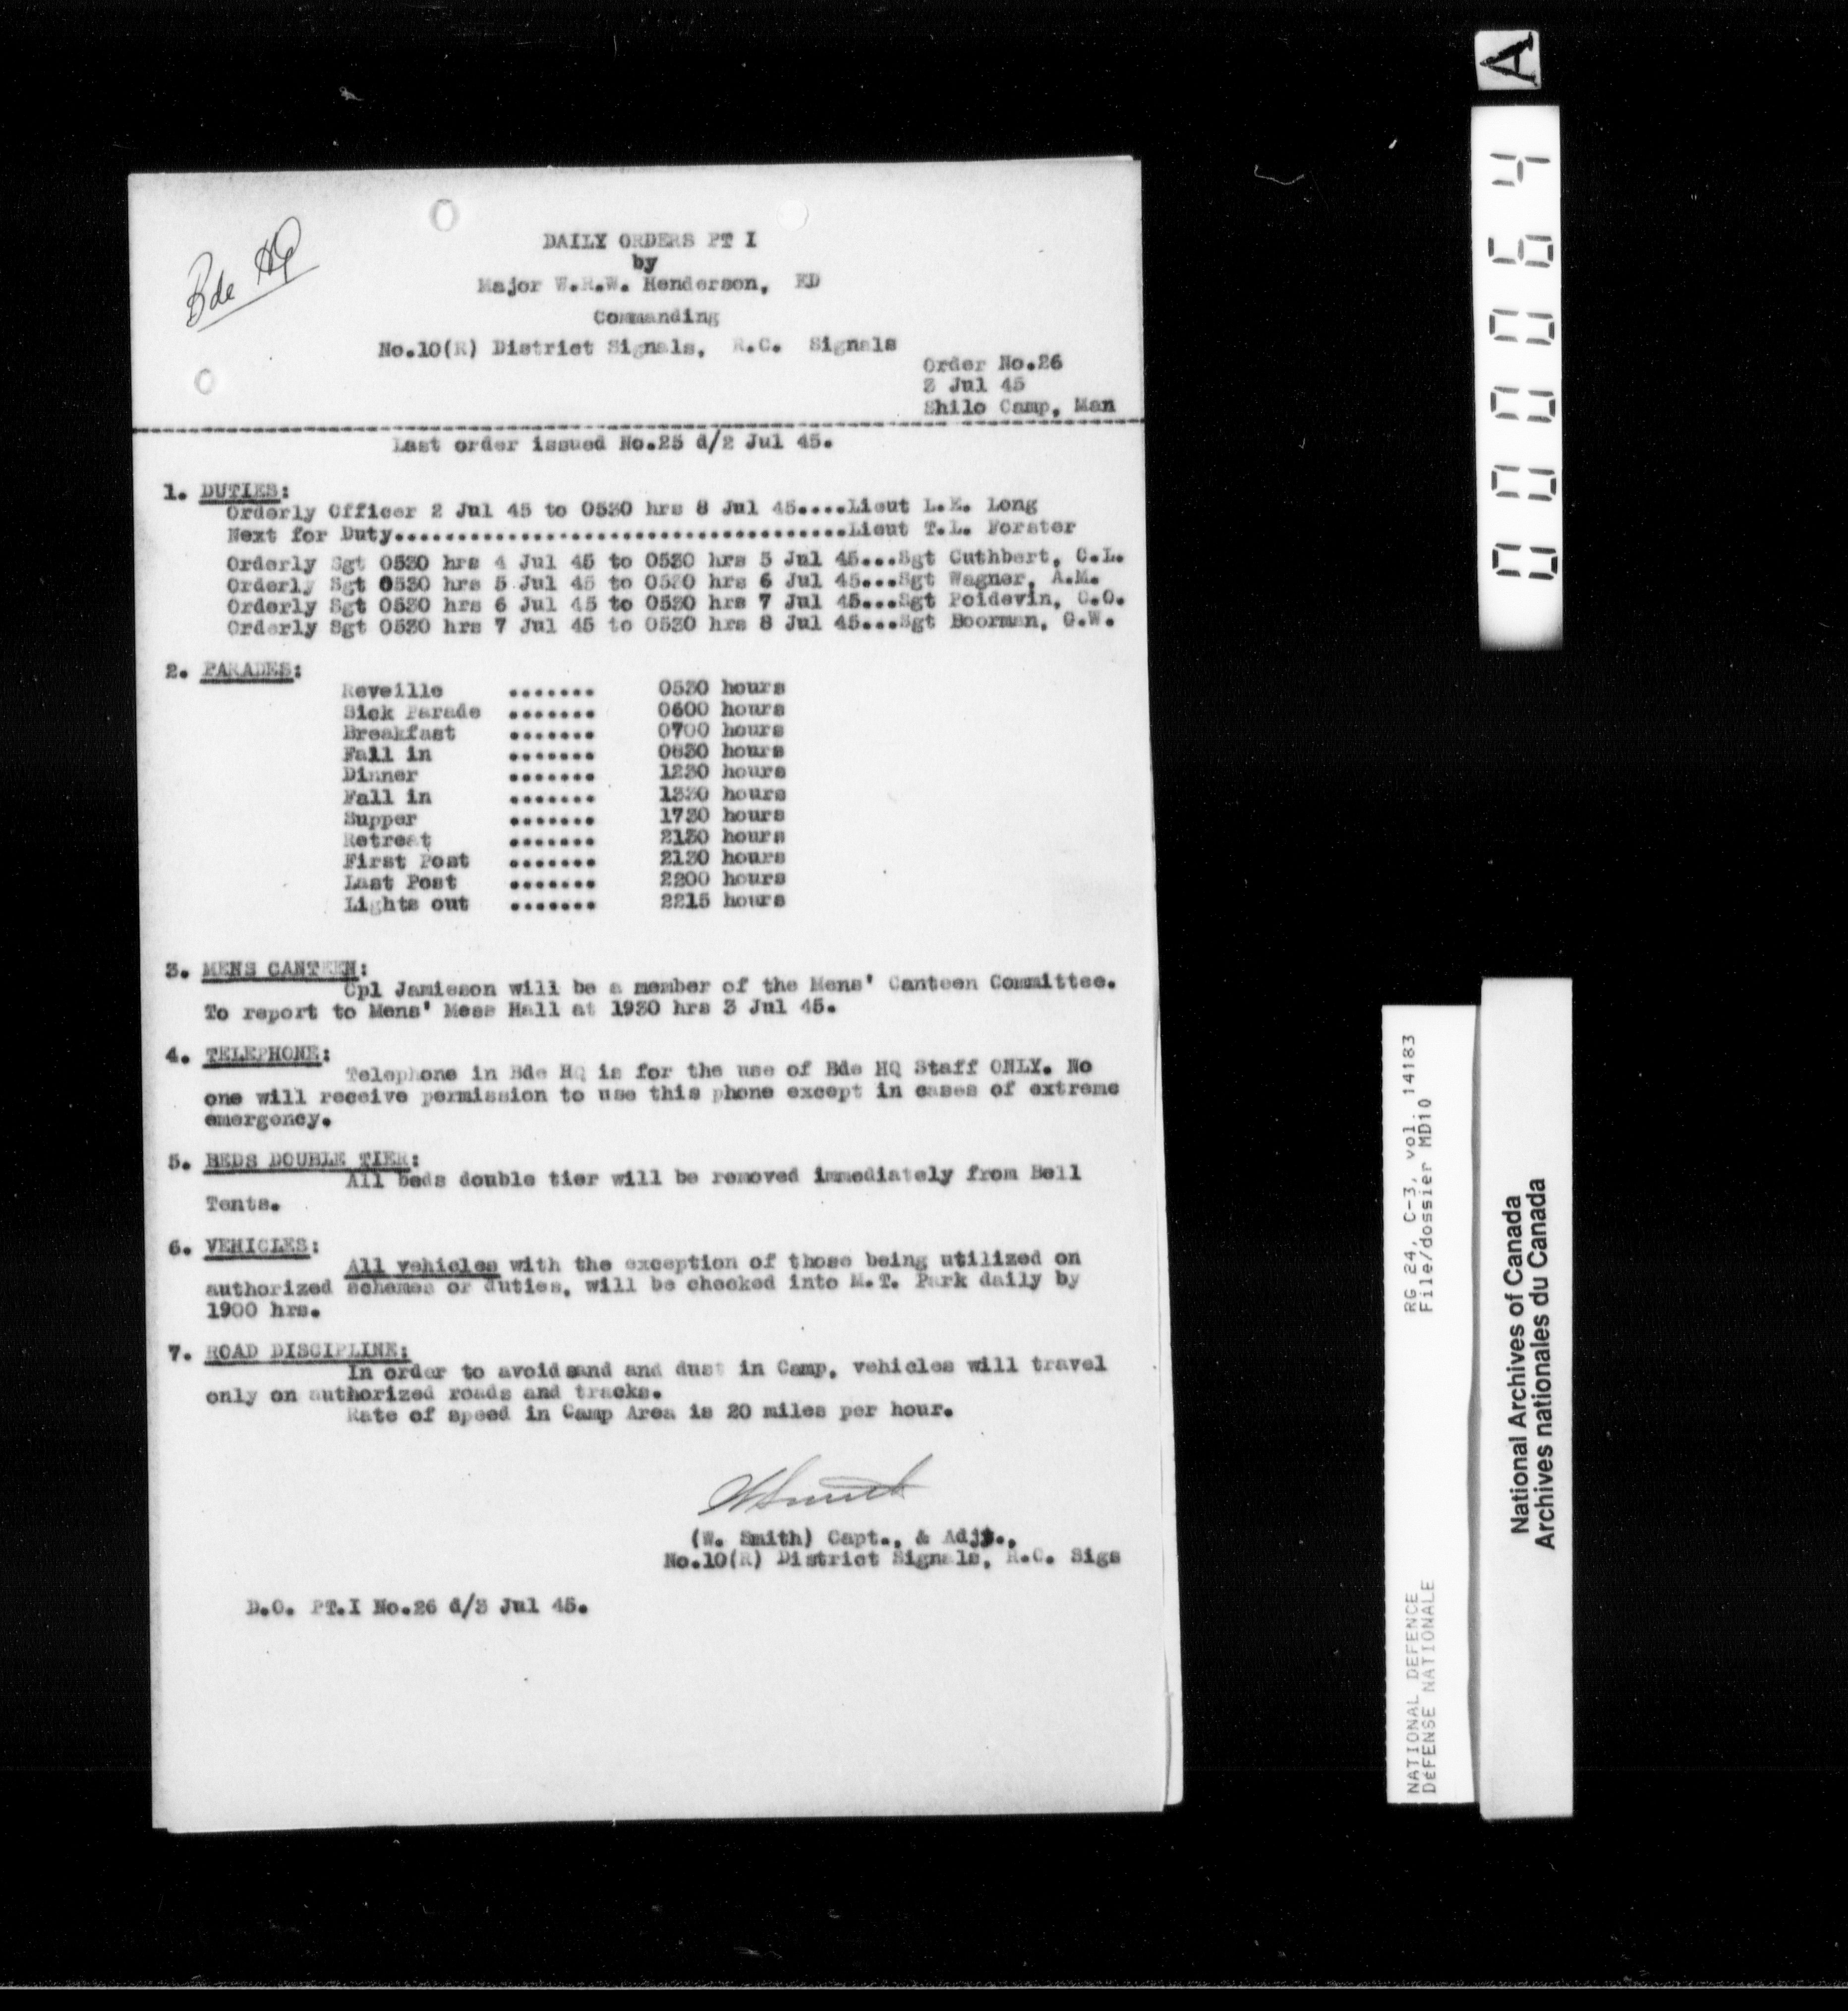 Bde HQ
DAILY ORDERS PT I
by
Major W.R.W. Henderson, ED
Commanding
No.10(R) District Signals, R.C. Signals
Order No.26
3 Jul 45
Shilo Camp, Man
Last order issued No.25 d/2 Jul 45.
1. DUTIES:
Orderly Officer 2 Jul 45 to 0530 hrs 8 Jul 45....Lieut L.E. Long
Next for Duty...................................Lieut T.L. Forster
Orderly Sgt 0530 hrs 4 Jul 45 to 0530 hrs 5 Jul 45...Sgt Cuthbert, C.L.
Orderly Sgt 0530 hrs 5 Jul 45 to 0530 hrs 6 Jul 45...Sgt Wagner, A.M.
Orderly Sgt 0530 hrs 6 Jul 45 to 0530 hrs 7 Jul 45...Sgt Poidevin, C.O.
Orderly Sgt 0530 hrs 7 Jul 45 to 0530 hrs 8 Jul 45...Sgt Boorman, G.W.
2. PARADES:
Reveille ....... 0530 hours
Sick Parade ....... 0600 hours
Breakfast ....... 0700 hours
Fall in ....... 0830 hours
Dinner ....... 1230 hours
Fall in ....... 1330 hours
Supper ....... 1730 hours
Retreat ....... 2130 hours
First Post ....... 2130 hours
Last Post ....... 2200 hours
Lights out ....... 2215 hours
3. MENS CANTEEN:
Cpl Jamieson will be a member of the Mens' Canteen Committee.
To report to Mens' Mess Hall at 1930 hrs 3 Jul 45.
4. TELEPHONE:
Telephone in Bde HQ is for the use of Bde HQ Staff ONLY. No
one will receive permission to use this phone except in cases of extreme
emergency.
5. BEDS DOUBLE TIER:
All beds double tier will be removed immediately from Bell
Tents.
6. VEHICLES:
All vehicles with the exception of those being utilized on
authorized schemes or duties, will be checked into M.T. Park daily by
1900 hrs.
7. ROAD DISCIPLINE:
In order to avoid sand and dust in Camp, vehicles will travel
only on authorized roads and tracks.
Rate of speed in Camp Area is 20 miles per hour.
WSmith
(W. Smith) Capt., & Adjt.,
No.10(R) District Signals, R.C. Sigs
D.O. PT.I No.26 d/3 Jul 45.
A
000064
NATIONAL DEFENCE RG 24, C-3, vol. 14183
DéFENSE NATIONALE File/dossier MD10
National Archives of Canada
Archives nationales du Canada